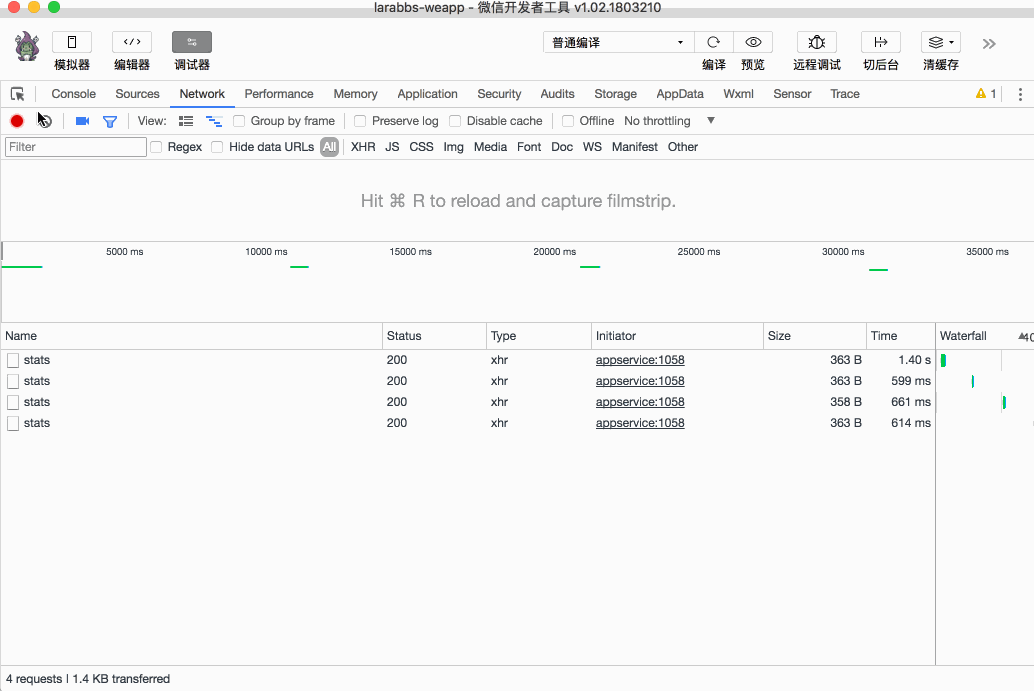 larabbs-weapp - 微信开发者工具 v1.02.1803210
普通编译
模拟器 编辑器 调试器 编译 预览 远程调试 切后台 清缓存
Console Sources Network Performance Memory Application Security Audits Storage AppData Wxml Sensor Trace 1
View: Group by frame Preserve log Disable cache Offline No throttling
Filter Regex Hide data URLs All XHR JS CSS Img Media Font Doc WS Manifest Other
Hit ⌘ R to reload and capture filmstrip.
5000 ms 10000 ms 15000 ms 20000 ms 25000 ms 30000 ms 35000 ms
Name Status Type Initiator Size Time Waterfall 40
stats 200 xhr appservice:1058 363 B 1.40 s
stats 200 xhr appservice:1058 363 B 599 ms
stats 200 xhr appservice:1058 358 B 661 ms
stats 200 xhr appservice:1058 363 B 614 ms
4 requests | 1.4 KB transferred